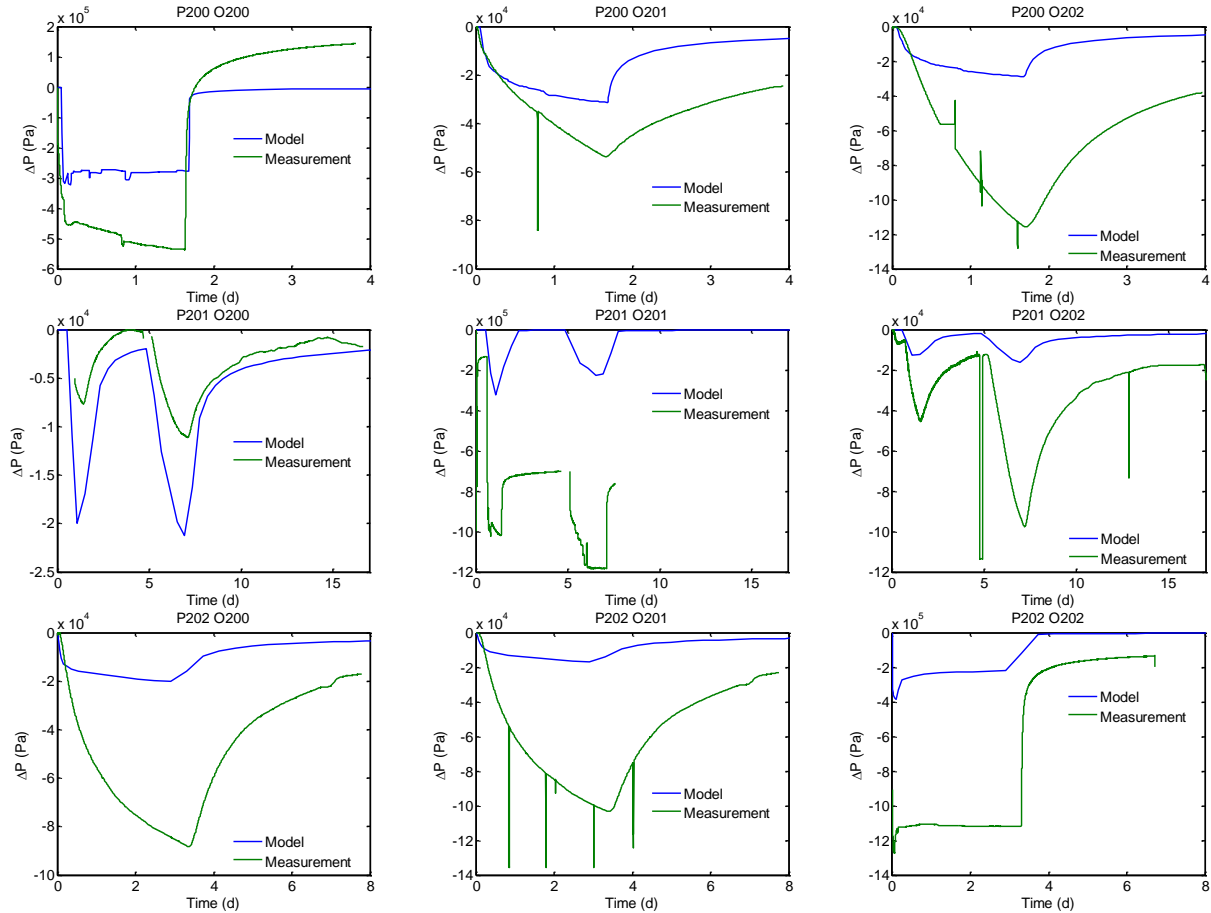 P200 O200
x 10^5
2
1
0
-1
-2
-3
-4
-5
-6
ΔP (Pa)
0 1 2 3 4
Time (d)
Model
Measurement
P200 O201
x 10^4
0
-2
-4
-6
-8
-10
ΔP (Pa)
0 1 2 3 4
Time (d)
Model
Measurement
P200 O202
x 10^4
0
-2
-4
-6
-8
-10
-12
-14
ΔP (Pa)
0 1 2 3 4
Time (d)
Model
Measurement
P201 O200
x 10^4
0
-0.5
-1
-1.5
-2
-2.5
ΔP (Pa)
0 5 10 15
Time (d)
Model
Measurement
P201 O201
x 10^5
0
-2
-4
-6
-8
-10
-12
ΔP (Pa)
0 5 10 15
Time (d)
Model
Measurement
P201 O202
x 10^4
0
-2
-4
-6
-8
-10
-12
ΔP (Pa)
0 5 10 15
Time (d)
Model
Measurement
P202 O200
x 10^4
0
-2
-4
-6
-8
-10
ΔP (Pa)
0 2 4 6 8
Time (d)
Model
Measurement
P202 O201
x 10^4
0
-2
-4
-6
-8
-10
-12
-14
ΔP (Pa)
0 2 4 6 8
Time (d)
Model
Measurement
P202 O202
x 10^5
0
-2
-4
-6
-8
-10
-12
-14
ΔP (Pa)
0 2 4 6 8
Time (d)
Model
Measurement